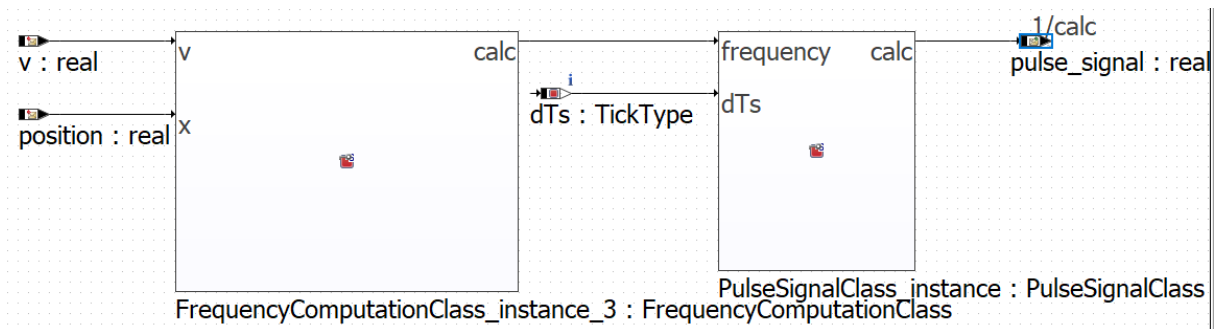 1/calc
v : real
v
calc
frequency
calc
pulse_signal : real
i
dTs : TickType
dTs
position : real
x
PulseSignalClass_instance : PulseSignalClass
FrequencyComputationClass_instance_3 : FrequencyComputationClass